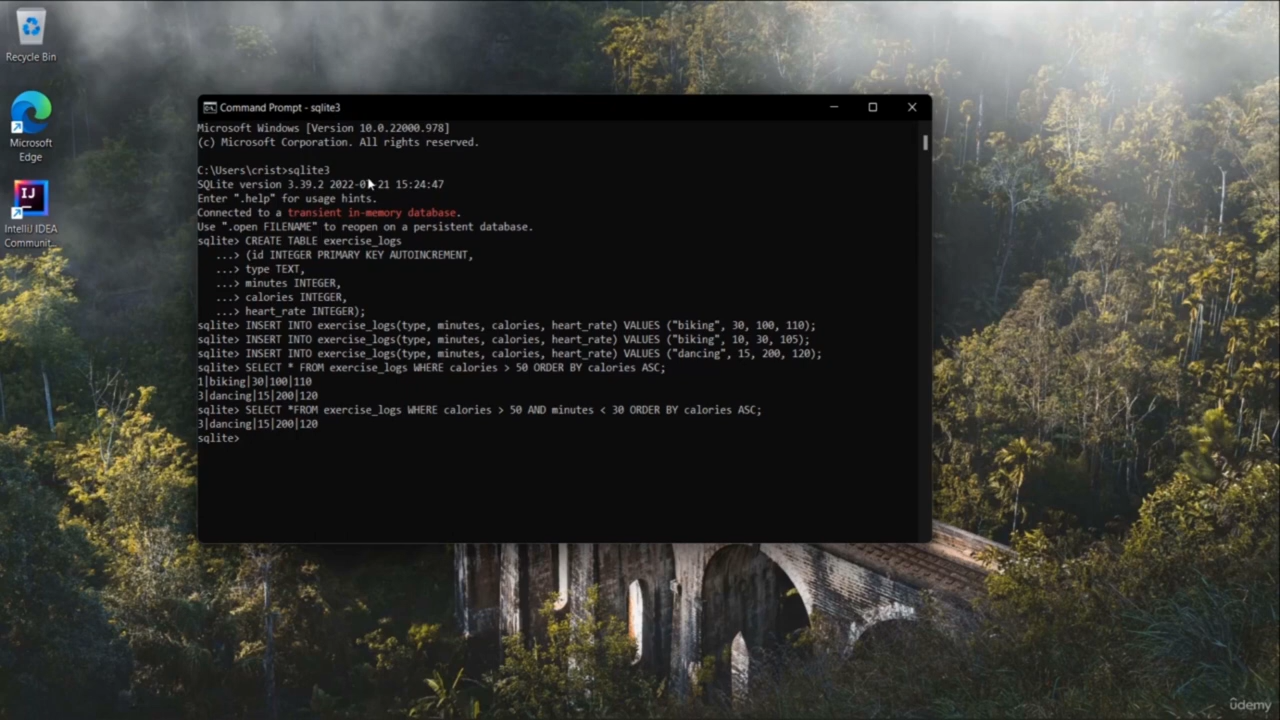 Recycle Bin
Microsoft
Edge
IJ
IntelliJ IDEA
Communit...
Command Prompt - sqlite3
Microsoft Windows [Version 10.0.22000.978]
(c) Microsoft Corporation. All rights reserved.
C:\Users\crist>sqlite3
SQLite version 3.39.2 2022-0 21 15:24:47
Enter ".help" for usage hints.
Connected to a transient in-memory database.
Use ".open FILENAME" to reopen on a persistent database.
sqlite> CREATE TABLE exercise_logs
...> (id INTEGER PRIMARY KEY AUTOINCREMENT,
...> type TEXT,
...> minutes INTEGER,
...> calories INTEGER,
...> heart_rate INTEGER);
sqlite> INSERT INTO exercise_logs(type, minutes, calories, heart_rate) VALUES ("biking", 30, 100, 110);
sqlite> INSERT INTO exercise_logs(type, minutes, calories, heart_rate) VALUES ("biking", 10, 30, 105);
sqlite> INSERT INTO exercise_logs(type, minutes, calories, heart_rate) VALUES ("dancing", 15, 200, 120);
sqlite> SELECT * FROM exercise_logs WHERE calories > 50 ORDER BY calories ASC;
1|biking|30|100|110
3|dancing|15|200|120
sqlite> SELECT *FROM exercise_logs WHERE calories > 50 AND minutes < 30 ORDER BY calories ASC;
3|dancing|15|200|120
sqlite>
ûdemy